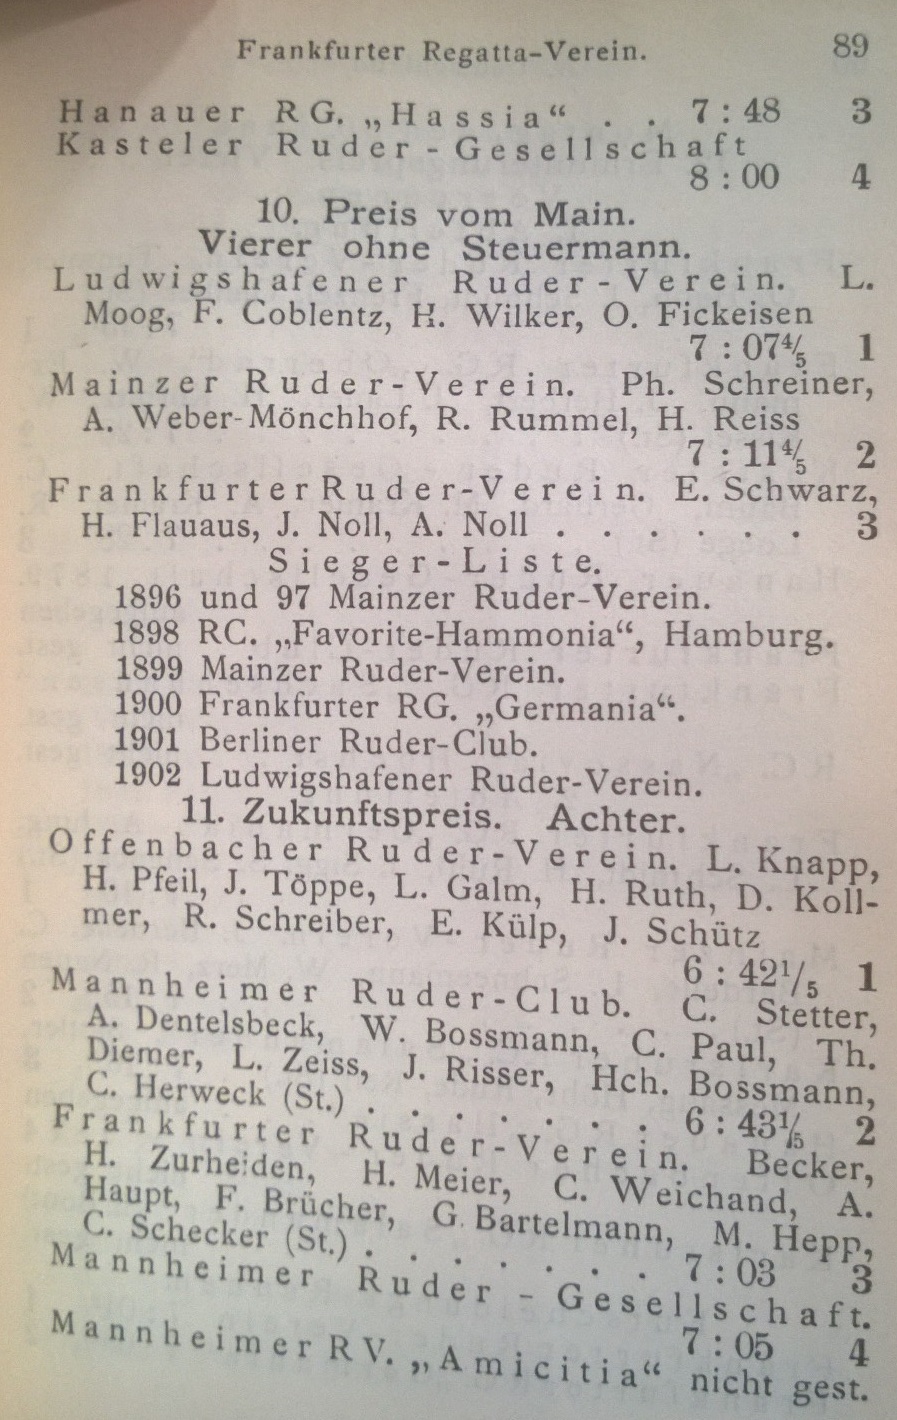 Frankfurter Regatta-Verein. 89
Hanauer RG. „Hassia“ . . 7 : 48 3
Kasteler Ruder-Gesellschaft
8 : 00 4
10. Preis vom Main.
Vierer ohne Steuermann.
Ludwigshafener Ruder-Verein. L.
Moog, F. Coblentz, H. Wilker, O. Fickeisen
7 : 07⅘ 1
Mainzer Ruder-Verein. Ph. Schreiner,
A. Weber-Mönchhof, R. Rummel, H. Reiss
7 : 11⅘ 2
Frankfurter Ruder-Verein. E. Schwarz,
H. Flauaus, J. Noll, A. Noll . . . . . . 3
Sieger-Liste.
1896 und 97 Mainzer Ruder-Verein.
1898 RC. „Favorite-Hammonia“, Hamburg.
1899 Mainzer Ruder-Verein.
1900 Frankfurter RG. „Germania“.
1901 Berliner Ruder-Club.
1902 Ludwigshafener Ruder-Verein.
11. Zukunftspreis. Achter.
Offenbacher Ruder-Verein. L. Knapp,
H. Pfeil, J. Töppe, L. Galm, H. Ruth, D. Koll-
mer, R. Schreiber, E. Külp, J. Schütz
6 : 42⅕ 1
Mannheimer Ruder-Club. C. Stetter,
A. Dentelsbeck, W. Bossmann, C. Paul, Th.
Diemer, L. Zeiss, J. Risser, Hch. Bossmann,
C. Herweck (St.) . . . . . . . 6 : 43⅕ 2
Frankfurter Ruder-Verein. Becker,
H. Zurheiden, H. Meier, C. Weichand, A.
Haupt, F. Brücher, G. Bartelmann, M. Hepp,
C. Schecker (St.) . . . . . . . 7 : 03 3
Mannheimer Ruder-Gesellschaft.
7 : 05 4
Mannheimer RV. „Amicitia“ nicht gest.